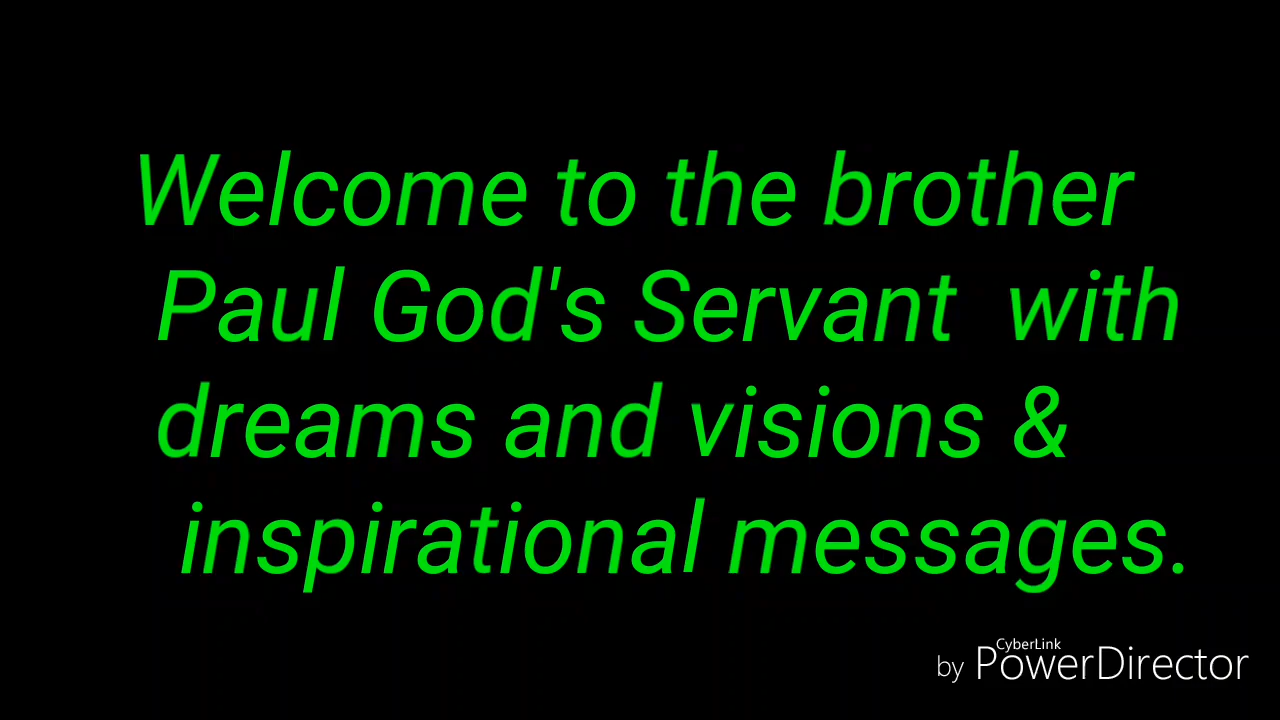 Welcome to the brother
Paul God's Servant  with
dreams and visions &
inspirational messages.
CyberLink
by PowerDirector